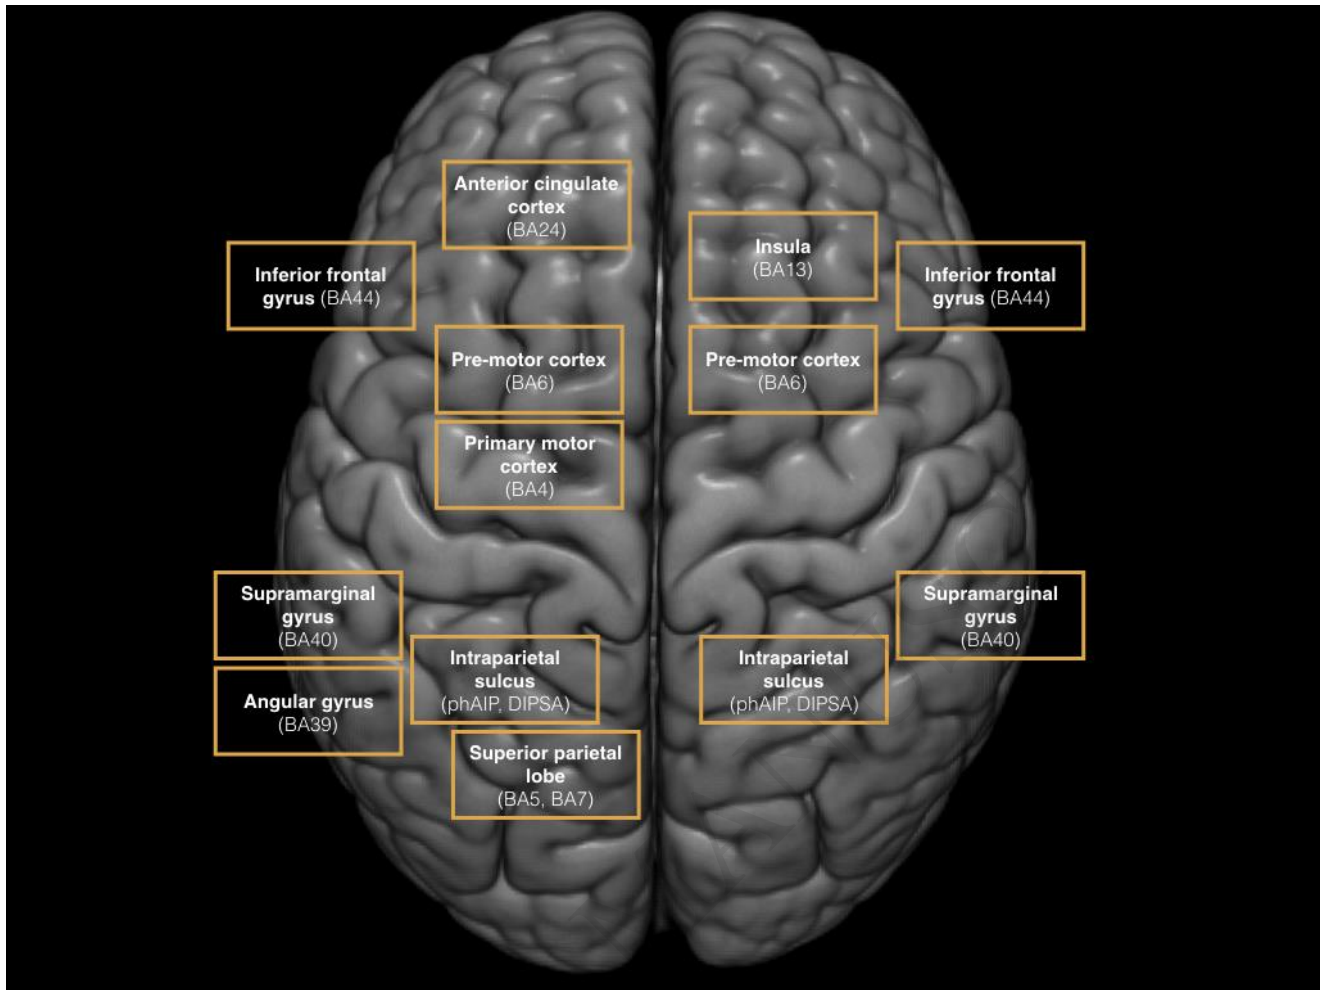 Anterior cingulate
cortex
(BA24)
Insula
(BA13)
Inferior frontal
gyrus (BA44)
Inferior frontal
gyrus (BA44)
Pre-motor cortex
(BA6)
Pre-motor cortex
(BA6)
Primary motor
cortex
(BA4)
Supramarginal
gyrus
(BA40)
Supramarginal
gyrus
(BA40)
Intraparietal
sulcus
(phAIP, DIPSA)
Intraparietal
sulcus
(phAIP, DIPSA)
Angular gyrus
(BA39)
Superior parietal
lobe
(BA5, BA7)